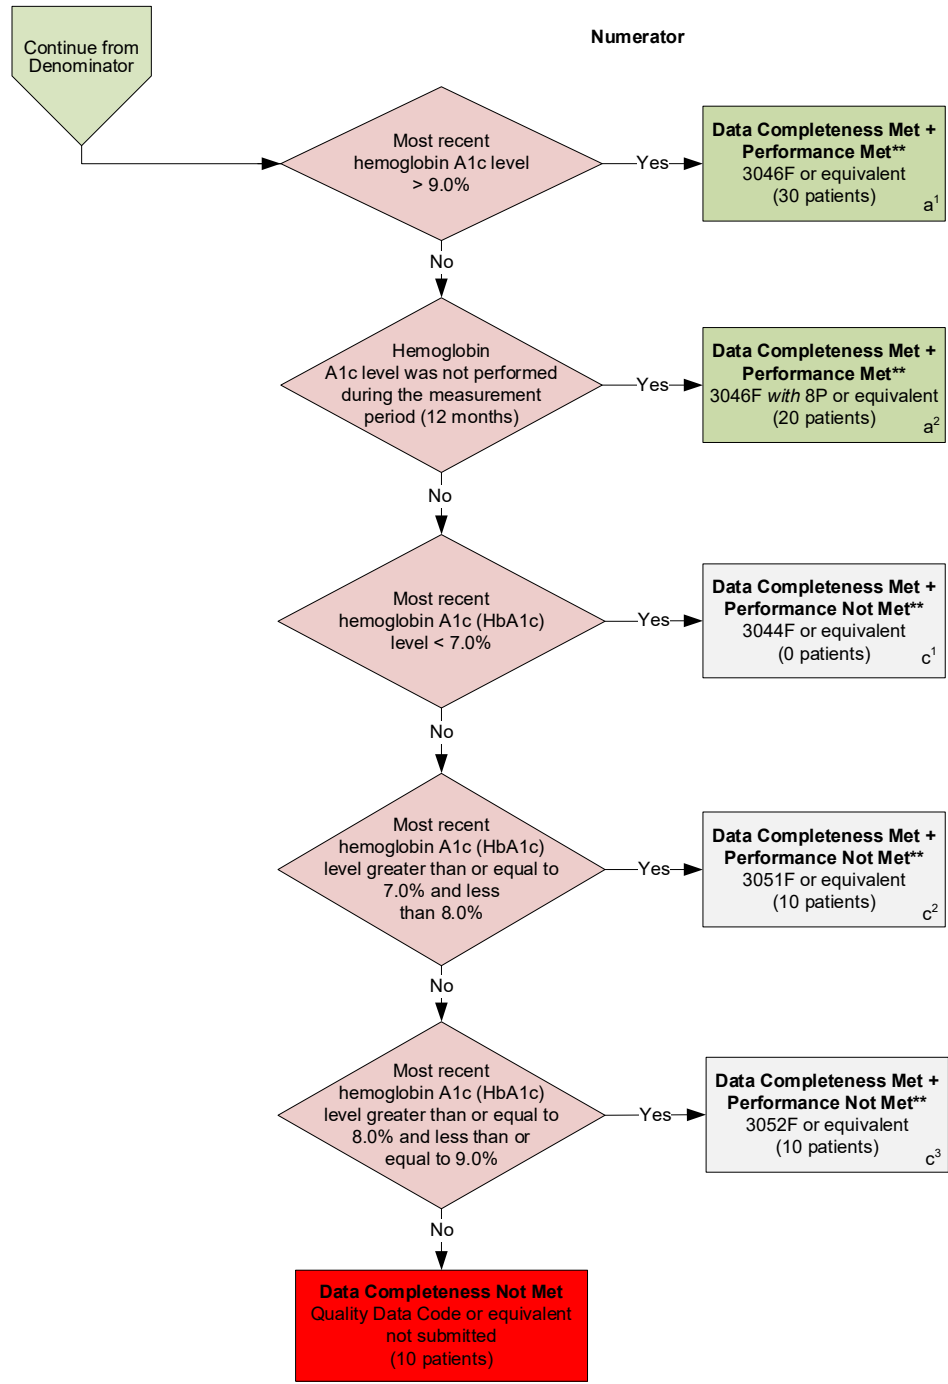 Continue from
Denominator
Numerator
Most recent
hemoglobin A1c level
> 9.0%
Yes
Data Completeness Met +
Performance Met**
3046F or equivalent
(30 patients)
a¹
No
Hemoglobin
A1c level was not performed
during the measurement
period (12 months)
Yes
Data Completeness Met +
Performance Met**
3046F with 8P or equivalent
(20 patients)
a²
No
Most recent
hemoglobin A1c (HbA1c)
level < 7.0%
Yes
Data Completeness Met +
Performance Not Met**
3044F or equivalent
(0 patients)
c¹
No
Most recent
hemoglobin A1c (HbA1c)
level greater than or equal to
7.0% and less
than 8.0%
Yes
Data Completeness Met +
Performance Not Met**
3051F or equivalent
(10 patients)
c²
No
Most recent
hemoglobin A1c (HbA1c)
level greater than or equal to
8.0% and less than or
equal to 9.0%
Yes
Data Completeness Met +
Performance Not Met**
3052F or equivalent
(10 patients)
c³
No
Data Completeness Not Met
Quality Data Code or equivalent
not submitted
(10 patients)